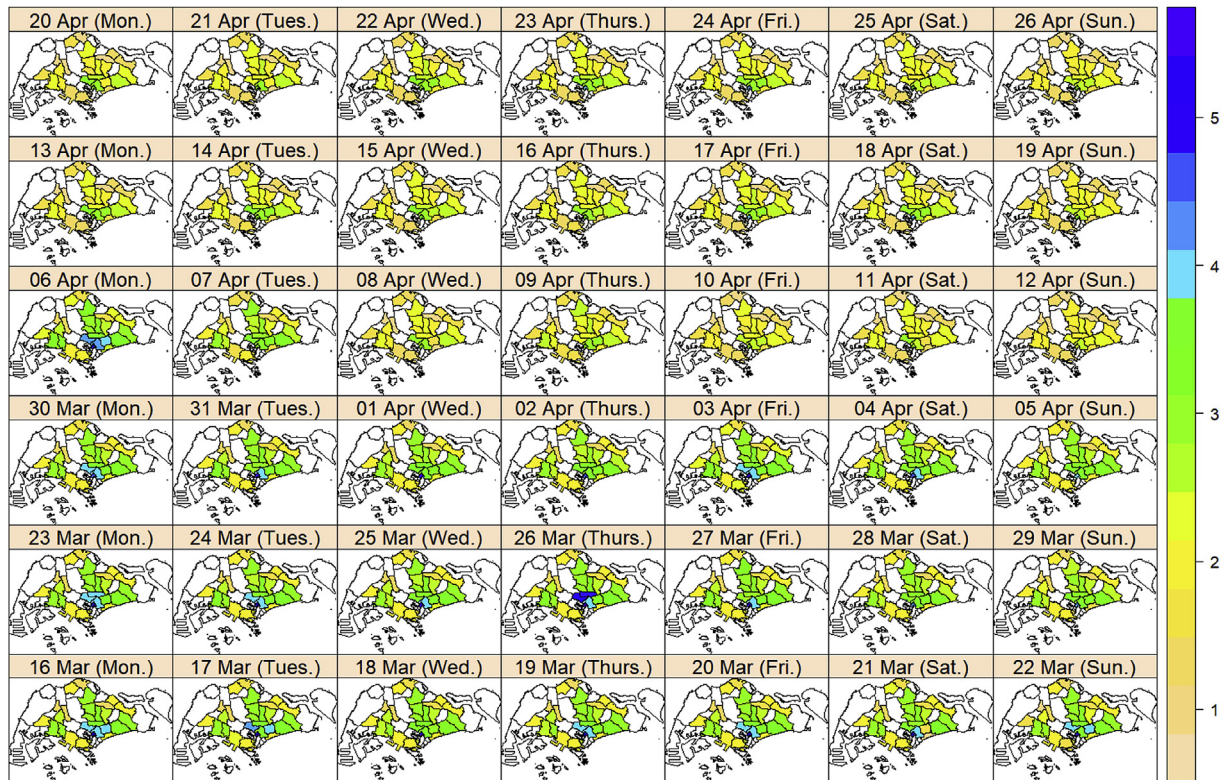 20 Apr (Mon.) 21 Apr (Tues.) 22 Apr (Wed.) 23 Apr (Thurs.) 24 Apr (Fri.) 25 Apr (Sat.) 26 Apr (Sun.)
5
13 Apr (Mon.) 14 Apr (Tues.) 15 Apr (Wed.) 16 Apr (Thurs.) 17 Apr (Fri.) 18 Apr (Sat.) 19 Apr (Sun.)
4
06 Apr (Mon.) 07 Apr (Tues.) 08 Apr (Wed.) 09 Apr (Thurs.) 10 Apr (Fri.) 11 Apr (Sat.) 12 Apr (Sun.)
30 Mar (Mon.) 31 Mar (Tues.) 01 Apr (Wed.) 02 Apr (Thurs.) 03 Apr (Fri.) 04 Apr (Sat.) 05 Apr (Sun.)
3
23 Mar (Mon.) 24 Mar (Tues.) 25 Mar (Wed.) 26 Mar (Thurs.) 27 Mar (Fri.) 28 Mar (Sat.) 29 Mar (Sun.)
2
16 Mar (Mon.) 17 Mar (Tues.) 18 Mar (Wed.) 19 Mar (Thurs.) 20 Mar (Fri.) 21 Mar (Sat.) 22 Mar (Sun.)
1